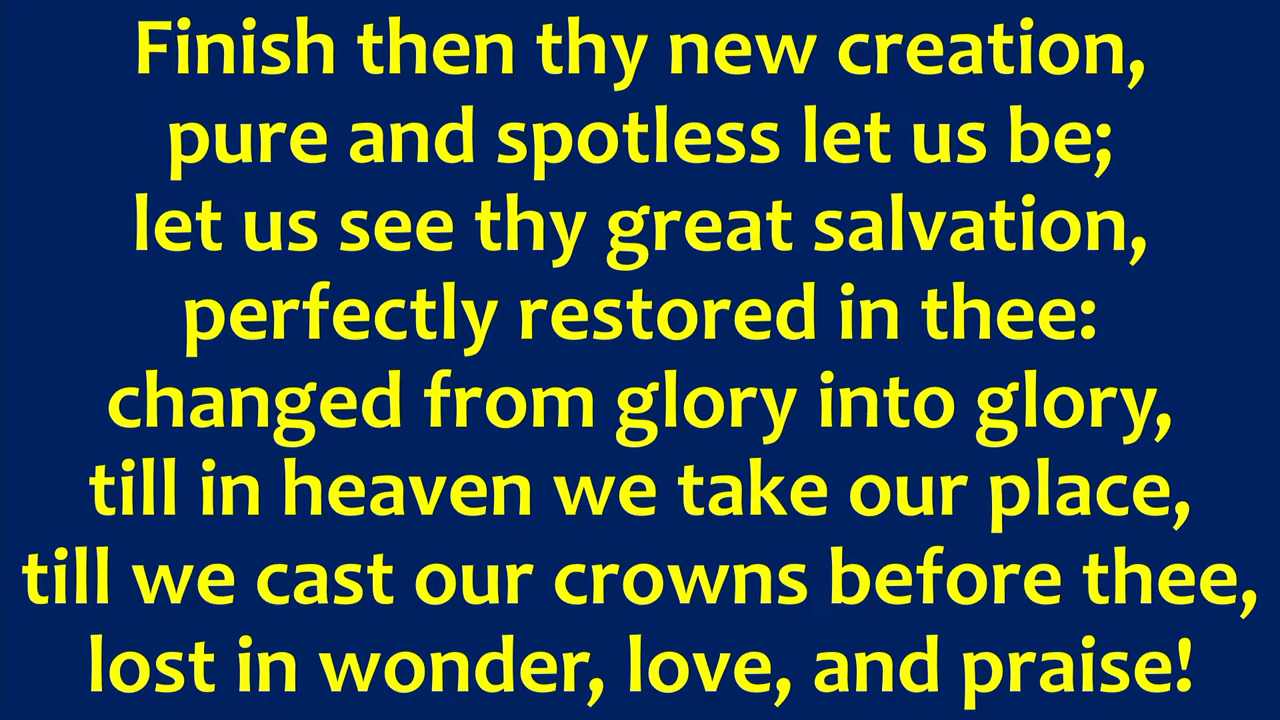 Finish then thy new creation,
pure and spotless let us be;
let us see thy great salvation,
perfectly restored in thee:
changed from glory into glory,
till in heaven we take our place,
till we cast our crowns before thee,
lost in wonder, love, and praise!